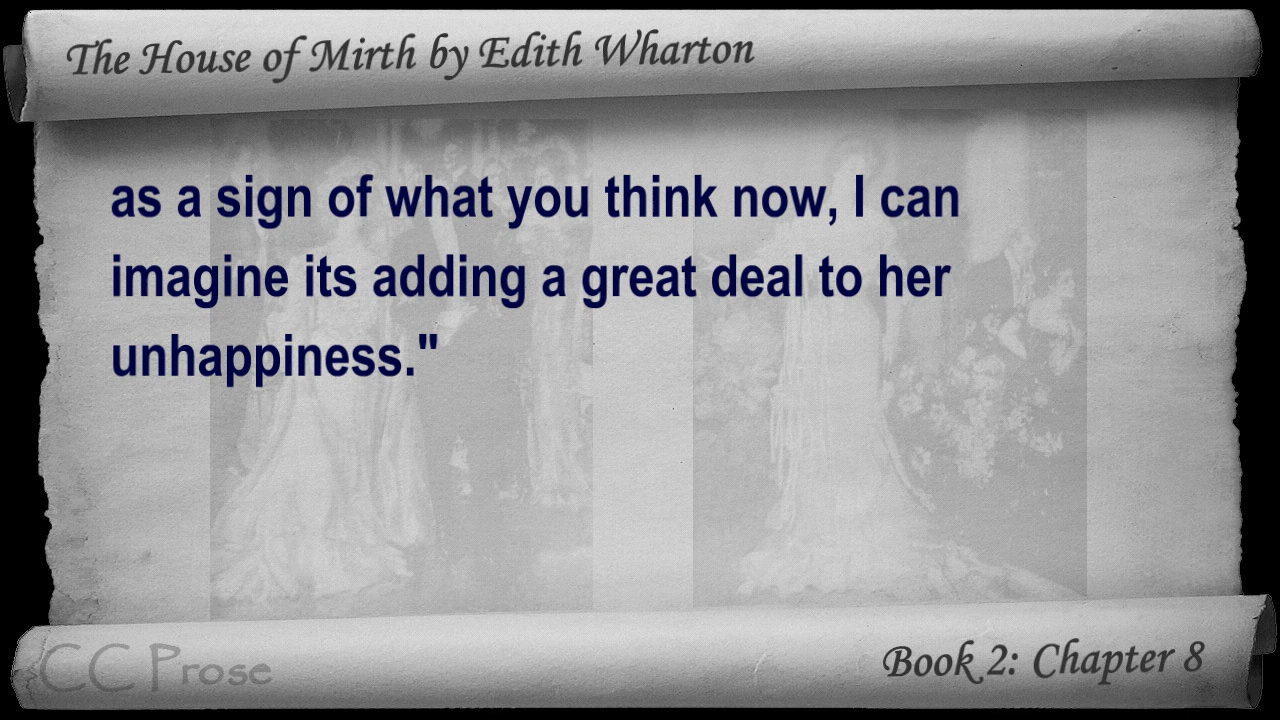 The House of Mirth by Edith Wharton
as a sign of what you think now, I can
imagine its adding a great deal to her
unhappiness."
CC Prose
Book 2: Chapter 8